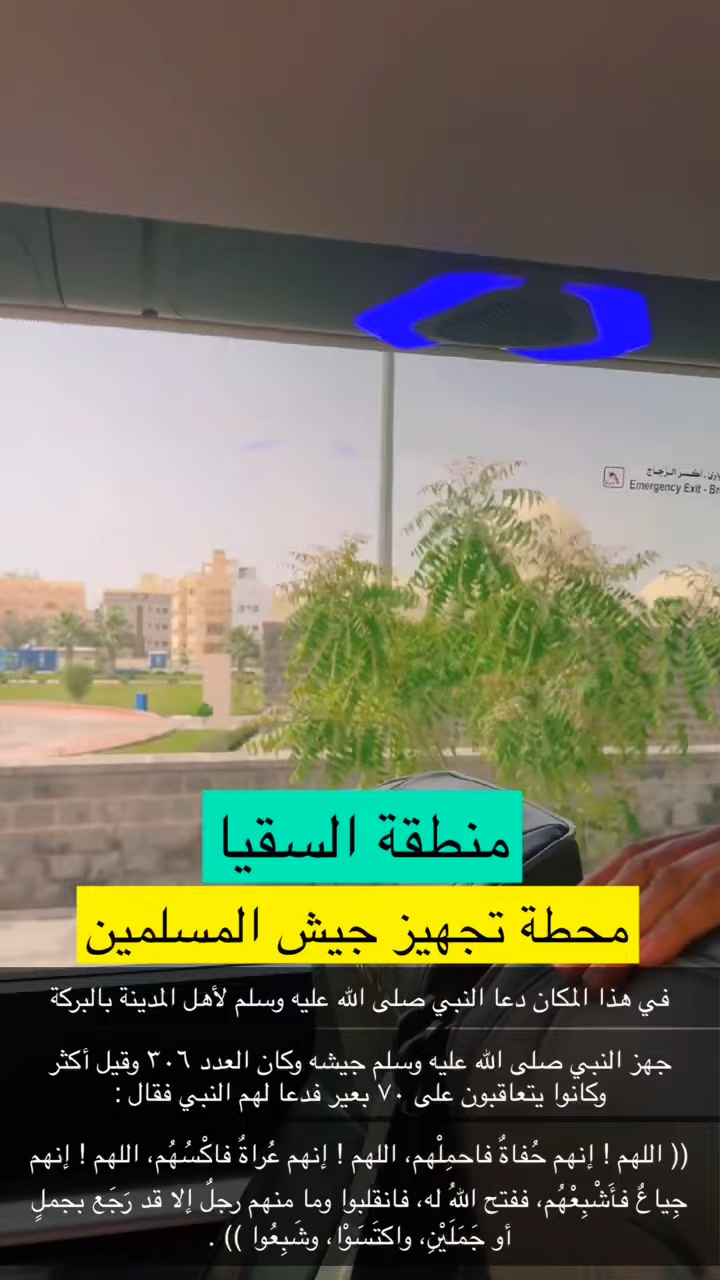 اكسر الزجاج
Emergency Exit - Br
منطقة السقيا
محطة تجهيز جيش المسلمين
في هذا المكان دعا النبي صلى الله عليه وسلم لأهل المدينة بالبركة
جهز النبي صلى الله عليه وسلم جيشه وكان العدد ٣٠٦ وقيل أكثر
وكانوا يتعاقبون على ٧٠ بعير فدعا لهم النبي فقال :
(( اللهم ! إنهم حُفاةٌ فاحمِلْهم، اللهم ! إنهم عُراةٌ فاكْسُهُم، اللهم ! إنهم
جِياعٌ فأَشْبِعْهُم، ففتح اللهُ له، فانقلبوا وما منهم رجلٌ إلا قد رَجَع بجملٍ
أو جَمَلَيْنِ، واكتَسَوْا ، وشَبِعُوا )) .